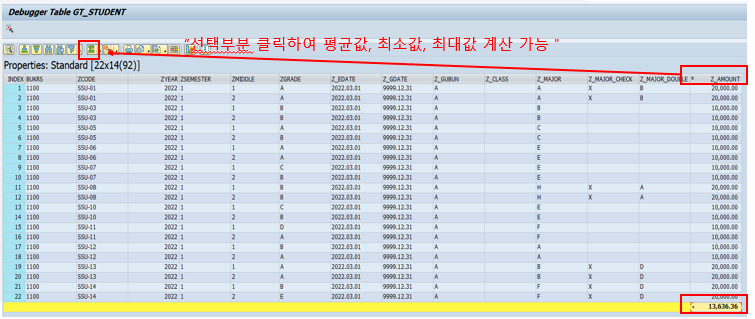 Debugger Table GT_STUDENT
"선택부분 클릭하여 평균값, 최소값, 최대값 계산 가능 "
Properties: Standard [22x14(92)]
INDEX BUKRS ZCODE ZYEAR ZSEMESTER ZMIDDLE ZGRADE Z_EDATE Z_GDATE Z_GUBUN Z_CLASS Z_MAJOR Z_MAJOR_CHECK Z_MAJOR_DOUBLE * Z_AMOUNT
1 1100 SSU-01 2022 1 1 A 2022.03.01 9999.12.31 A A X B 20,000.00
2 1100 SSU-01 2022 1 2 A 2022.03.01 9999.12.31 A A X B 20,000.00
3 1100 SSU-03 2022 1 1 B 2022.03.01 9999.12.31 A B 10,000.00
4 1100 SSU-03 2022 1 2 B 2022.03.01 9999.12.31 A B 10,000.00
5 1100 SSU-05 2022 1 1 A 2022.03.01 9999.12.31 A C 10,000.00
6 1100 SSU-05 2022 1 2 B 2022.03.01 9999.12.31 A C 10,000.00
7 1100 SSU-06 2022 1 1 A 2022.03.01 9999.12.31 A E 10,000.00
8 1100 SSU-06 2022 1 2 A 2022.03.01 9999.12.31 A E 10,000.00
9 1100 SSU-07 2022 1 1 C 2022.03.01 9999.12.31 A E 10,000.00
10 1100 SSU-07 2022 1 2 B 2022.03.01 9999.12.31 A E 10,000.00
11 1100 SSU-08 2022 1 1 B 2022.03.01 9999.12.31 A H X A 20,000.00
12 1100 SSU-08 2022 1 2 B 2022.03.01 9999.12.31 A H X A 20,000.00
13 1100 SSU-10 2022 1 1 C 2022.03.01 9999.12.31 A E 10,000.00
14 1100 SSU-10 2022 1 2 B 2022.03.01 9999.12.31 A E 10,000.00
15 1100 SSU-11 2022 1 1 D 2022.03.01 9999.12.31 A F 10,000.00
16 1100 SSU-11 2022 1 2 A 2022.03.01 9999.12.31 A F 10,000.00
17 1100 SSU-12 2022 1 1 B 2022.03.01 9999.12.31 A A 10,000.00
18 1100 SSU-12 2022 1 2 A 2022.03.01 9999.12.31 A A 10,000.00
19 1100 SSU-13 2022 1 1 A 2022.03.01 9999.12.31 A B X D 20,000.00
20 1100 SSU-13 2022 1 2 A 2022.03.01 9999.12.31 A B X D 20,000.00
21 1100 SSU-14 2022 1 1 B 2022.03.01 9999.12.31 A F X D 20,000.00
22 1100 SSU-14 2022 1 2 E 2022.03.01 9999.12.31 A F X D 20,000.00
13,636.36